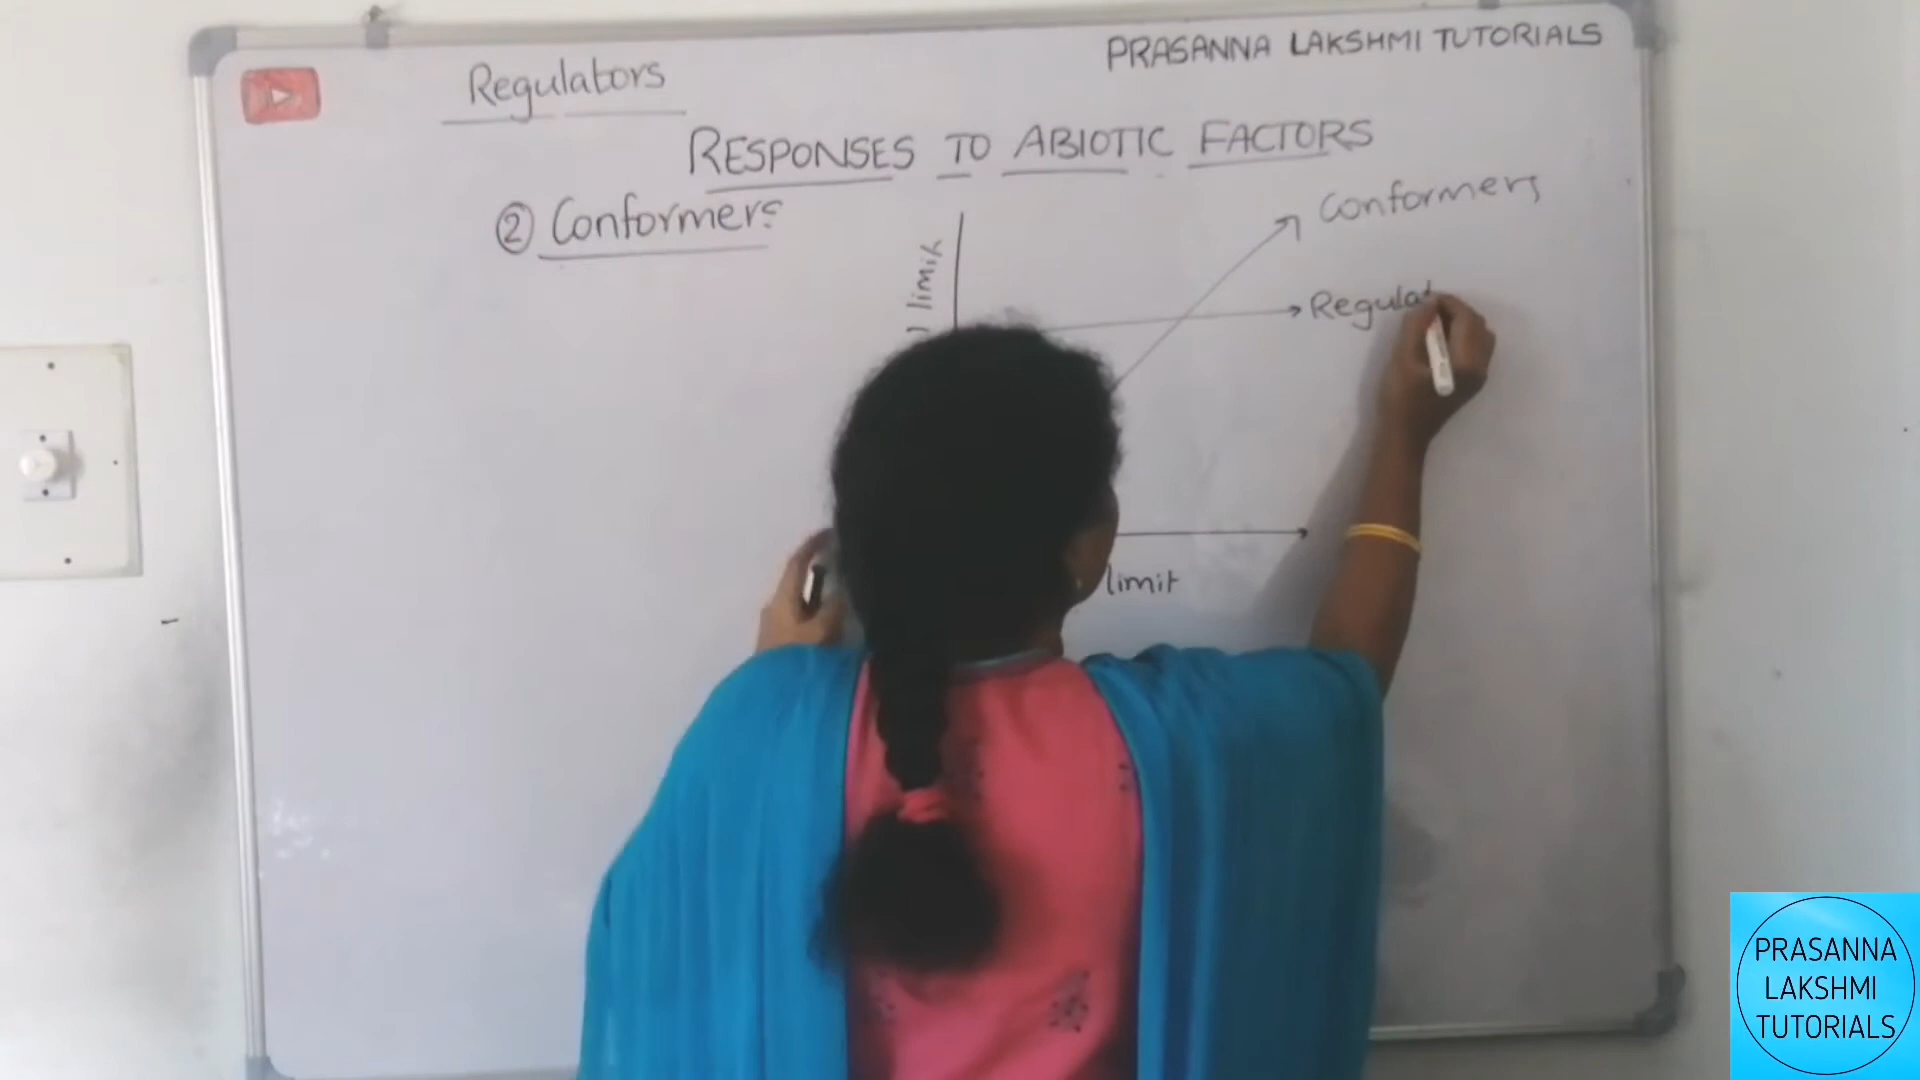 PRASANNA LAKSHMI TUTORIALS
Regulators
RESPONSES TO ABIOTIC FACTORS
② Conformers
Conformers
limit
Regulat
limit
PRASANNA
LAKSHMI
TUTORIALS